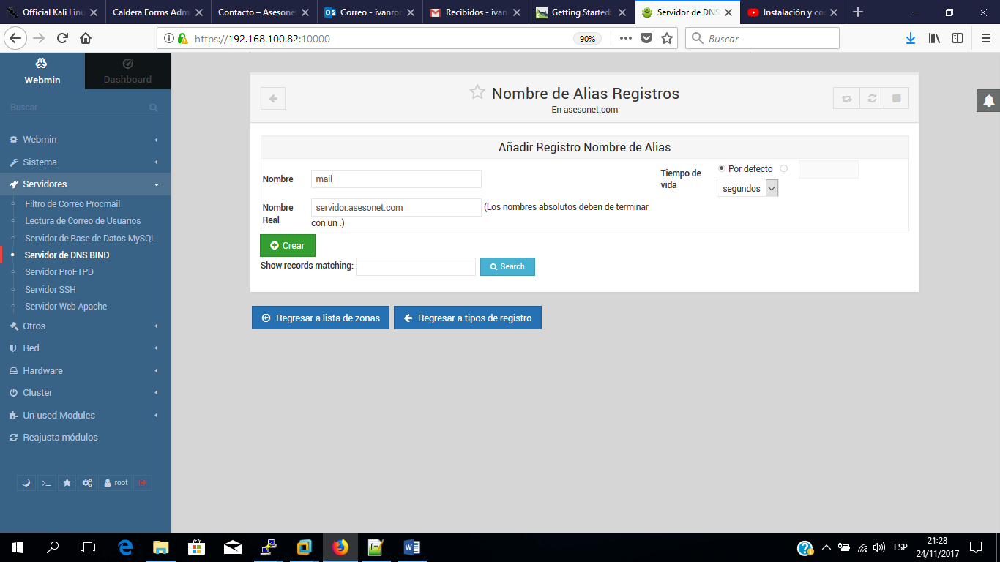 Official Kali Linu
Caldera Forms Adm
Contacto – Asesone
Correo - ivanror
Recibidos - ivan
Getting Started:
Servidor de DNS
Instalación y co
https://192.168.100.82:10000
90%
Buscar
Webmin
Dashboard
Buscar
Webmin
Sistema
Servidores
Filtro de Correo Procmail
Lectura de Correo de Usuarios
Servidor de Base de Datos MySQL
Servidor de DNS BIND
Servidor ProFTPD
Servidor SSH
Servidor Web Apache
Otros
Red
Hardware
Cluster
Un-used Modules
Reajusta módulos
root
Nombre de Alias Registros
En asesonet.com
Añadir Registro Nombre de Alias
Nombre
mail
Tiempo de
vida
Por defecto
segundos
Nombre
Real
servidor.asesonet.com
(Los nombres absolutos deben de terminar
con un .)
Crear
Show records matching:
Search
Regresar a lista de zonas
Regresar a tipos de registro
ESP
21:28
24/11/2017